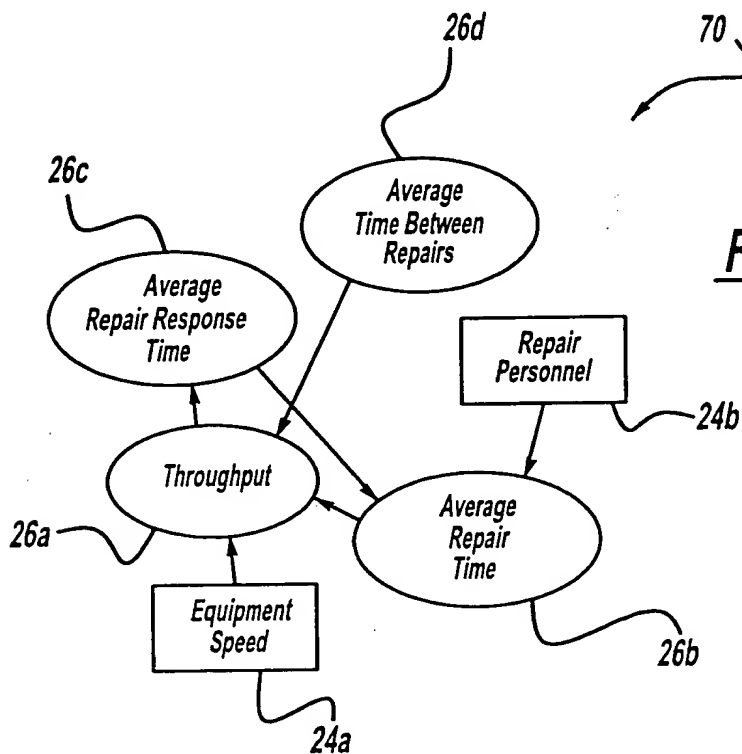 26d
70
26c
Average
Time Between
Repairs
F
Average
Repair Response
Time
Repair
Personnel
24b
Throughput
Average
Repair
Time
26a
Equipment
Speed
26b
24a